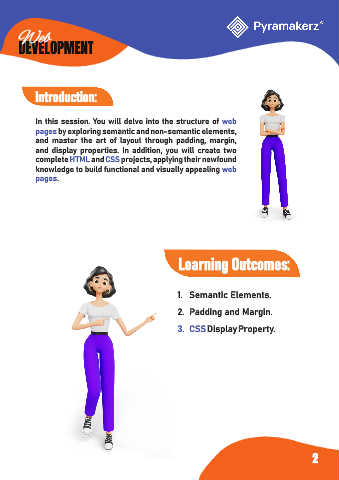 Web
DEVELOPMENT
Pyramakerz
Introduction:
In this session. You will delve into the structure of web
pages by exploring semantic and non-semantic elements,
and master the art of layout through padding, margin,
and display properties. In addition, you will create two
complete HTML and CSS projects, applying their newfound
knowledge to build functional and visually appealing web
pages.
Learning Outcomes:
1. Semantic Elements.
2. Padding and Margin.
3. CSS Display Property.
2